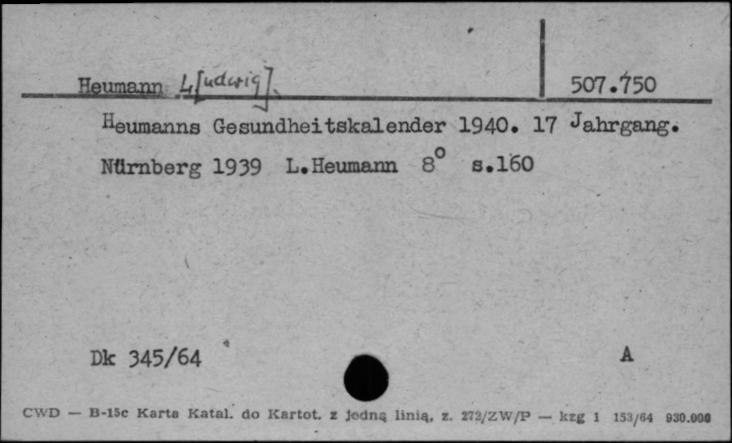 Heumann L[udwig]. 507.750
Heumanns Gesundheitskalender 1940. 17 Jahrgang.
Nürnberg 1939 L.Heumann 8° s.160
Dk 345/64 A
CWD — B-15c Karta Katal. do Kartot. z jedną linią, z. 272/ZW/P — kzg 1 153/64 930.000